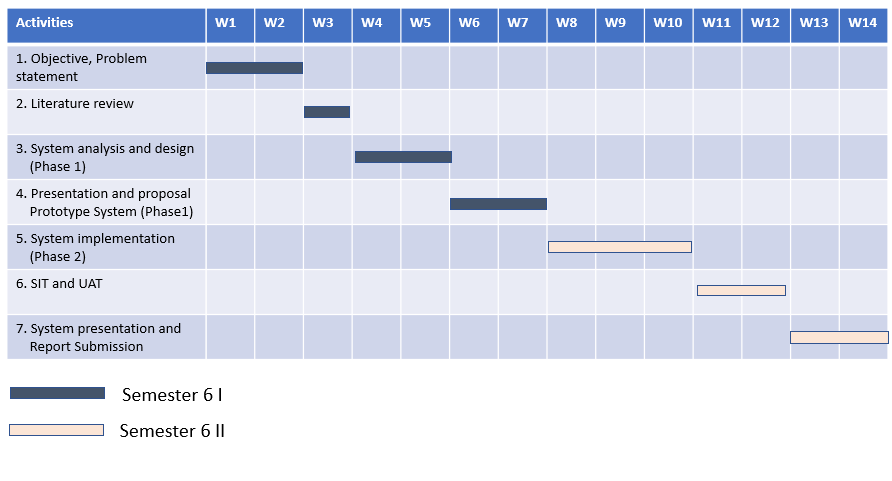 Activities W1 W2 W3 W4 W5 W6 W7 W8 W9 W10 W11 W12 W13 W14
1. Objective, Problem
statement
2. Literature review
3. System analysis and design
(Phase 1)
4. Presentation and proposal
Prototype System (Phase1)
5. System implementation
(Phase 2)
6. SIT and UAT
7. System presentation and
Report Submission
Semester 6 I
Semester 6 II